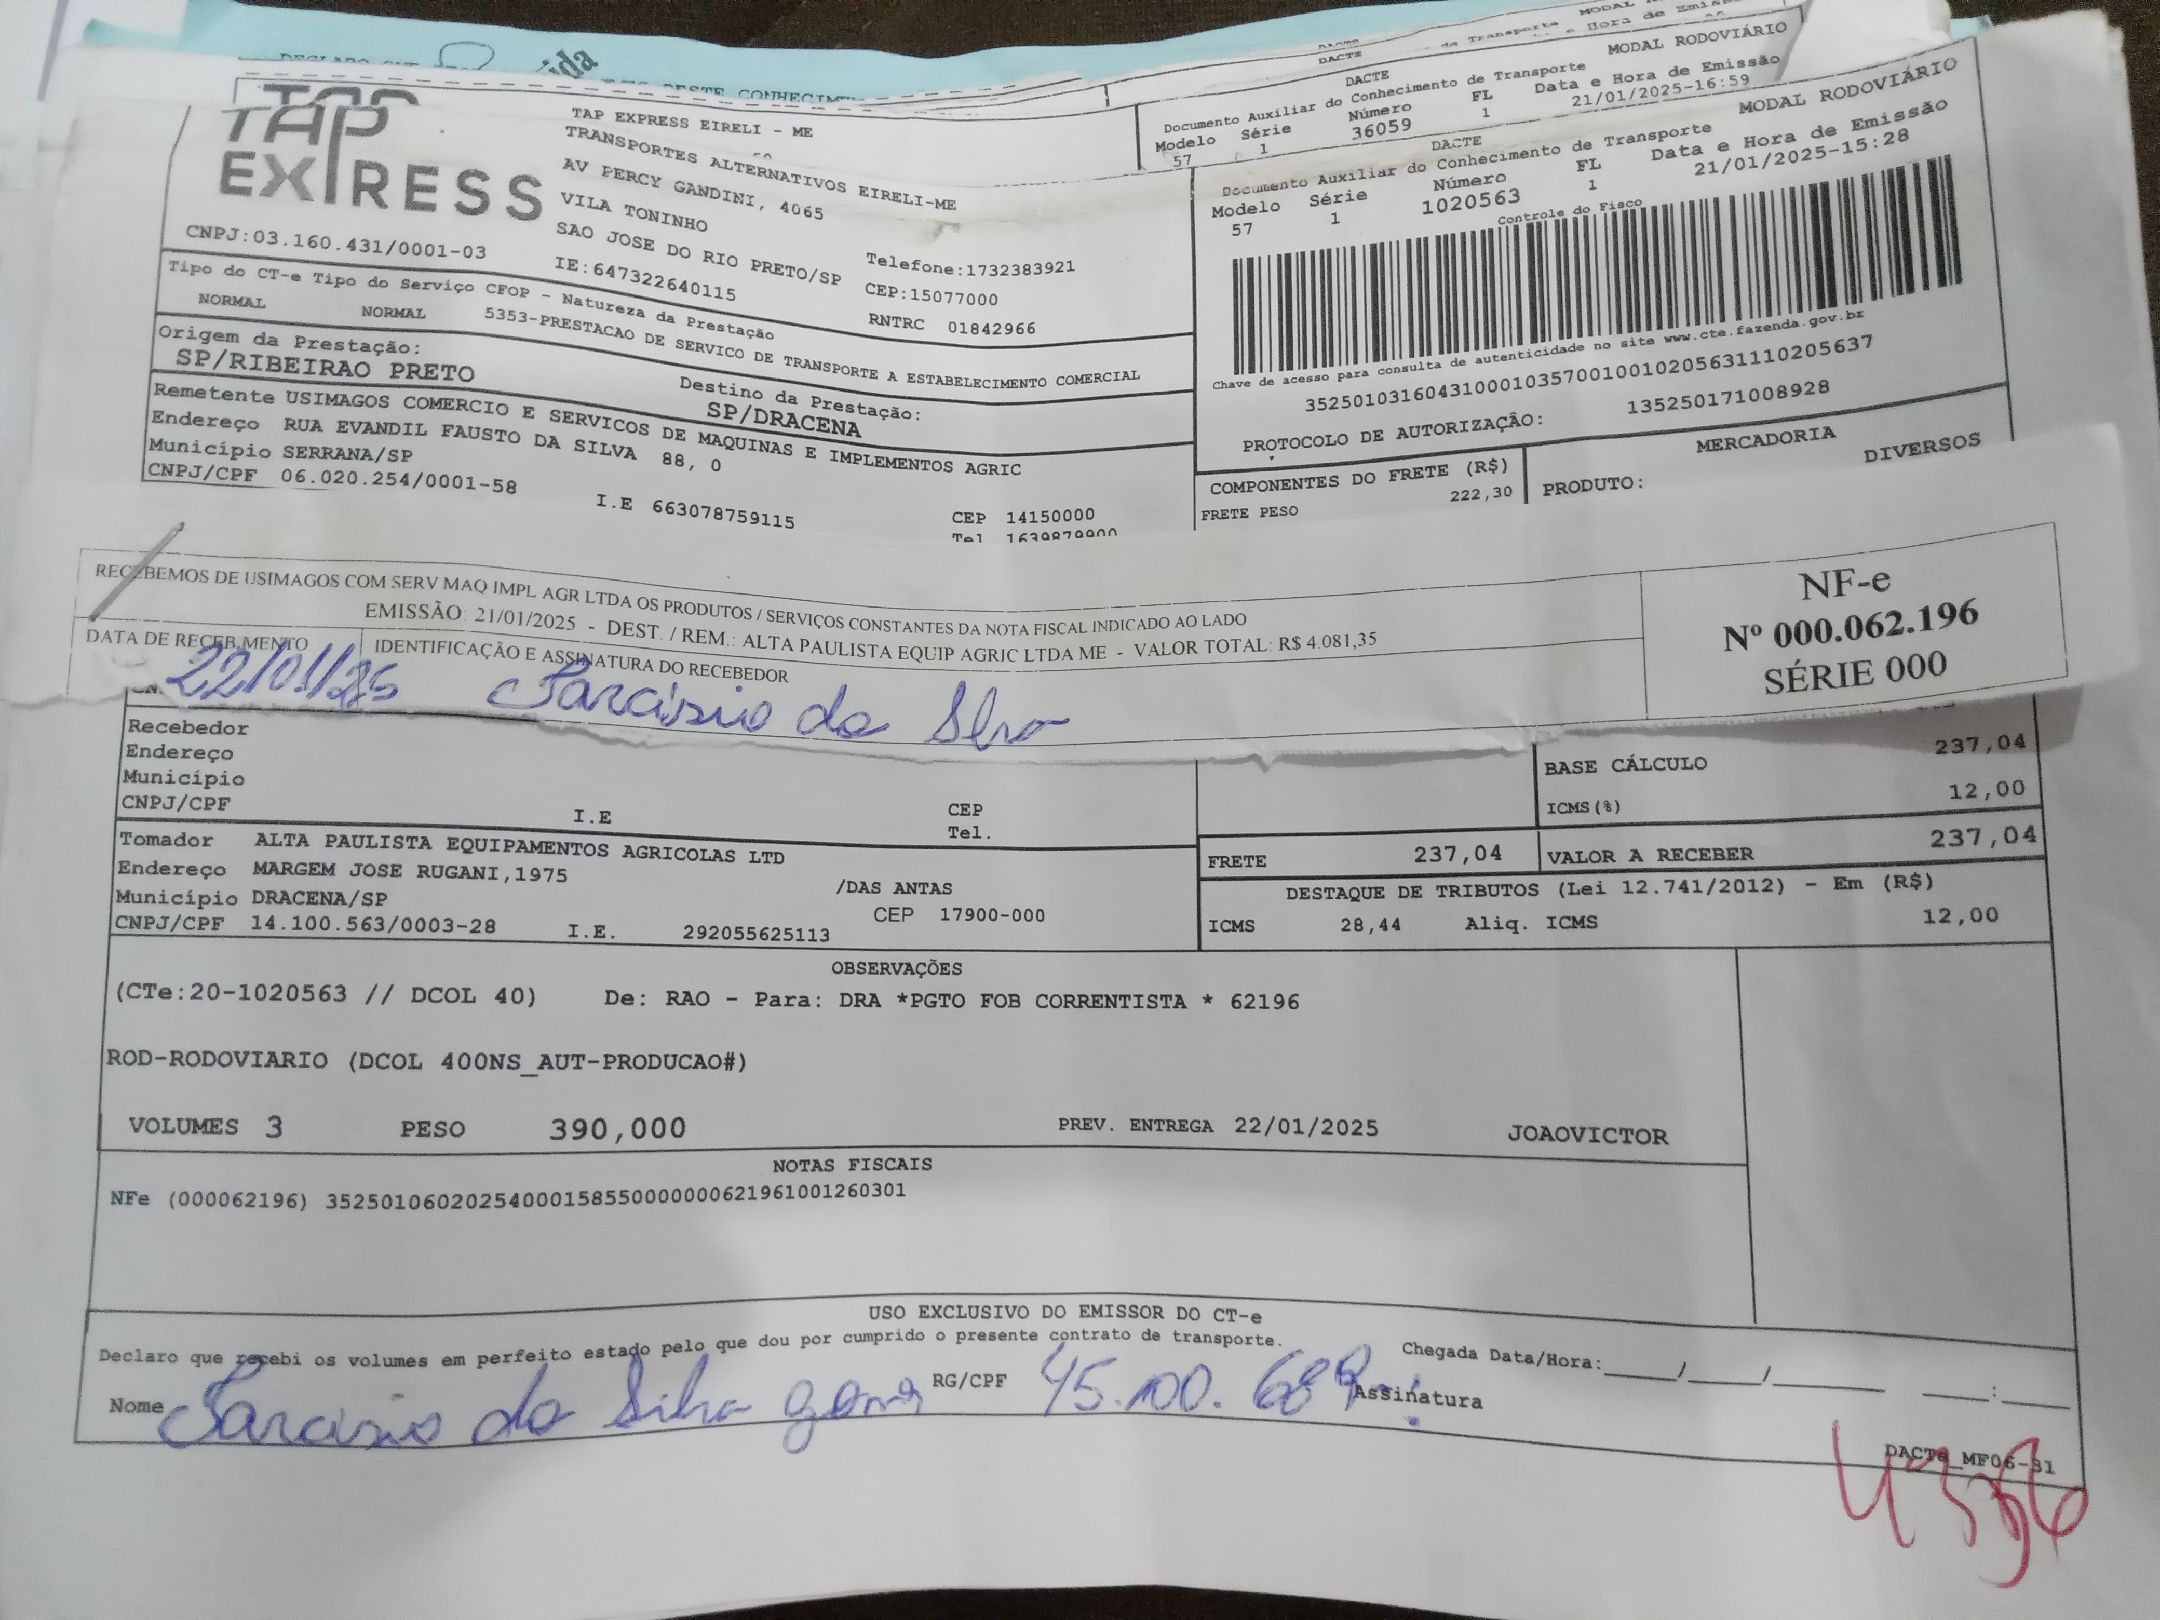 DACTE
DACTE
MODAL RODOVIÁRIO
Documento Auxiliar do Conhecimento de Transporte
Modelo Série Número FL Data e Hora de Emissão
57 1 36059 1 21/01/2025-16:59
TAP
TAP EXPRESS
TAP EXPRESS EIRELI - ME
TRANSPORTES ALTERNATIVOS EIRELI-ME
AV PERCY GANDINI, 4065
VILA TONINHO
SAO JOSE DO RIO PRETO/SP
Telefone:1732383921
CNPJ:03.160.431/0001-03
IE:647322640115
CEP:15077000
RNTRC 01842966
DACTE
MODAL RODOVIÁRIO
Documento Auxiliar do Conhecimento de Transporte
Modelo Série Número FL Data e Hora de Emissão
57 1 1020563 1 21/01/2025-15:28
Controle do Fisco
Chave de acesso para consulta de autenticidade no site www.cte.fazenda.gov.br
35250103160431000103570010010205631110205637
PROTOCOLO DE AUTORIZAÇÃO: 135250171008928
Tipo do CT-e Tipo do Serviço CFOP - Natureza da Prestação
NORMAL NORMAL 5353-PRESTACAO DE SERVICO DE TRANSPORTE A ESTABELECIMENTO COMERCIAL
Origem da Prestação: Destino da Prestação:
SP/RIBEIRAO PRETO SP/DRACENA
Remetente USIMAGOS COMERCIO E SERVICOS DE MAQUINAS E IMPLEMENTOS AGRIC
Endereço RUA EVANDIL FAUSTO DA SILVA 88, 0
Município SERRANA/SP
CNPJ/CPF 06.020.254/0001-58 I.E 663078759115 CEP 14150000
Tel 1639879900
COMPONENTES DO FRETE (R$)
FRETE PESO 222,30
MERCADORIA
PRODUTO: DIVERSOS
RECEBEMOS DE USIMAGOS COM SERV MAQ IMPL AGR LTDA OS PRODUTOS / SERVIÇOS CONSTANTES DA NOTA FISCAL INDICADO AO LADO
EMISSÃO: 21/01/2025 - DEST. / REM.: ALTA PAULISTA EQUIP AGRIC LTDA ME - VALOR TOTAL: R$ 4.081,35
DATA DE RECEBIMENTO IDENTIFICAÇÃO E ASSINATURA DO RECEBEDOR
22/01/25 Tarcisio da Silva
NF-e
Nº 000.062.196
SÉRIE 000
Recebedor
Endereço
Município
CNPJ/CPF I.E CEP
Tel.
BASE CÁLCULO 237,04
ICMS(%) 12,00
Tomador ALTA PAULISTA EQUIPAMENTOS AGRICOLAS LTD
Endereço MARGEM JOSE RUGANI,1975 /DAS ANTAS
Município DRACENA/SP CEP 17900-000
CNPJ/CPF 14.100.563/0003-28 I.E. 292055625113
FRETE 237,04 VALOR A RECEBER 237,04
DESTAQUE DE TRIBUTOS (Lei 12.741/2012) - Em (R$)
ICMS 28,44 Aliq. ICMS 12,00
OBSERVAÇÕES
(CTe:20-1020563 // DCOL 40) De: RAO - Para: DRA *PGTO FOB CORRENTISTA * 62196
ROD-RODOVIARIO (DCOL 400NS_AUT-PRODUCAO#)
VOLUMES 3 PESO 390,000 PREV. ENTREGA 22/01/2025 JOAOVICTOR
NOTAS FISCAIS
NFe (000062196) 35250106020254000158550000000621961001260301
USO EXCLUSIVO DO EMISSOR DO CT-e
Declaro que recebi os volumes em perfeito estado pelo que dou por cumprido o presente contrato de transporte.
Chegada Data/Hora:____/____/____ ____:____
Nome Tarcisio da Silva RG/CPF 45.100.689 Assinatura
DACTE_MF06-31